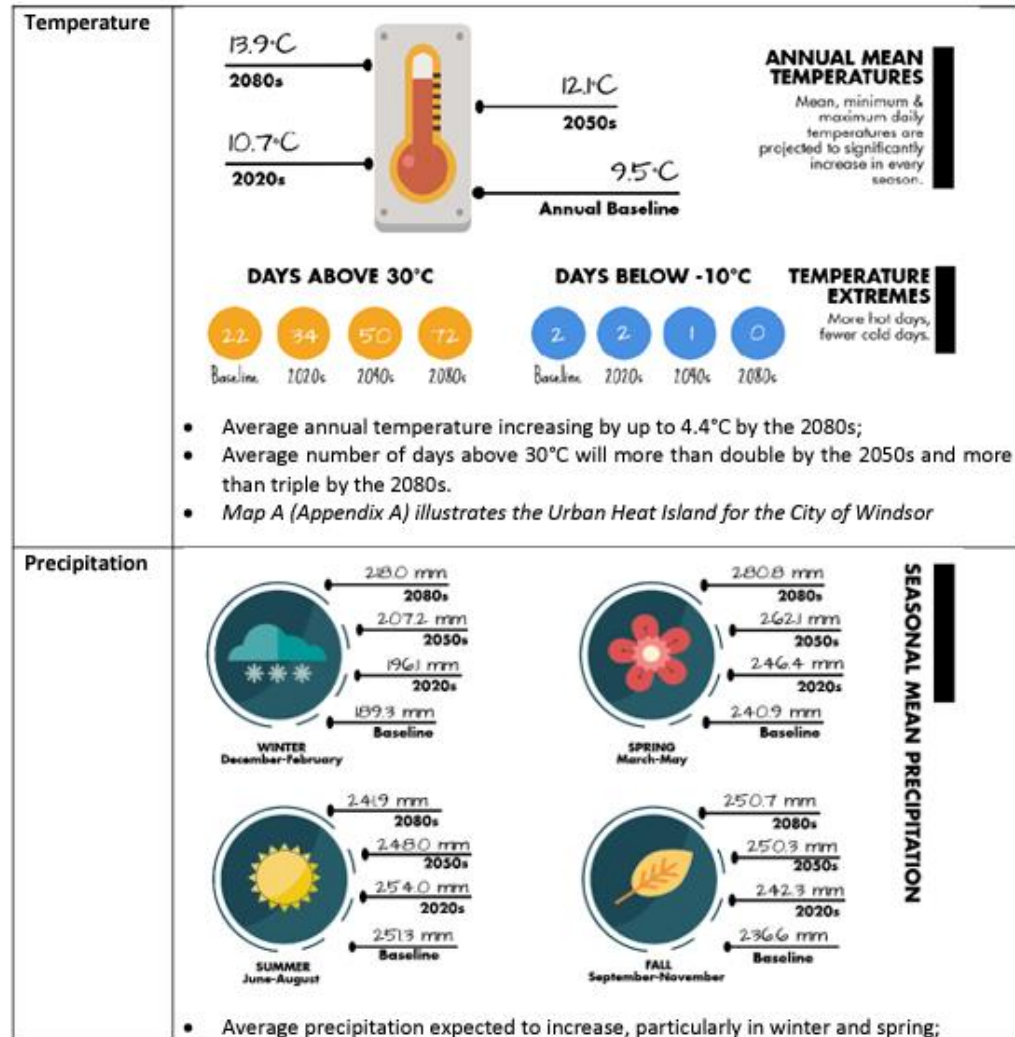 Temperature
13.9°C
2080s
10.7°C
2020s
12.1°C
2050s
9.5°C
Annual Baseline
ANNUAL MEAN
TEMPERATURES
Mean, minimum &
maximum daily
temperatures are
projected to significantly
increase in every
season.
DAYS ABOVE 30°C
22 34 50 72
Baseline 2020s 2040s 2080s
DAYS BELOW -10°C
2 2 1 0
Baseline 2020s 2040s 2080s
TEMPERATURE
EXTREMES
More hot days,
fewer cold days.
• Average annual temperature increasing by up to 4.4°C by the 2080s;
• Average number of days above 30°C will more than double by the 2050s and more
than triple by the 2080s.
• Map A (Appendix A) illustrates the Urban Heat Island for the City of Windsor
Precipitation
218.0 mm
2080s
207.2 mm
2050s
196.1 mm
2020s
189.3 mm
Baseline
WINTER
December-February
280.8 mm
2080s
262.1 mm
2050s
246.4 mm
2020s
240.9 mm
Baseline
SPRING
March-May
SEASONAL MEAN PRECIPITATION
241.9 mm
2080s
248.0 mm
2050s
254.0 mm
2020s
251.3 mm
Baseline
SUMMER
June-August
250.7 mm
2080s
250.3 mm
2050s
242.3 mm
2020s
236.6 mm
Baseline
FALL
September-November
• Average precipitation expected to increase, particularly in winter and spring;